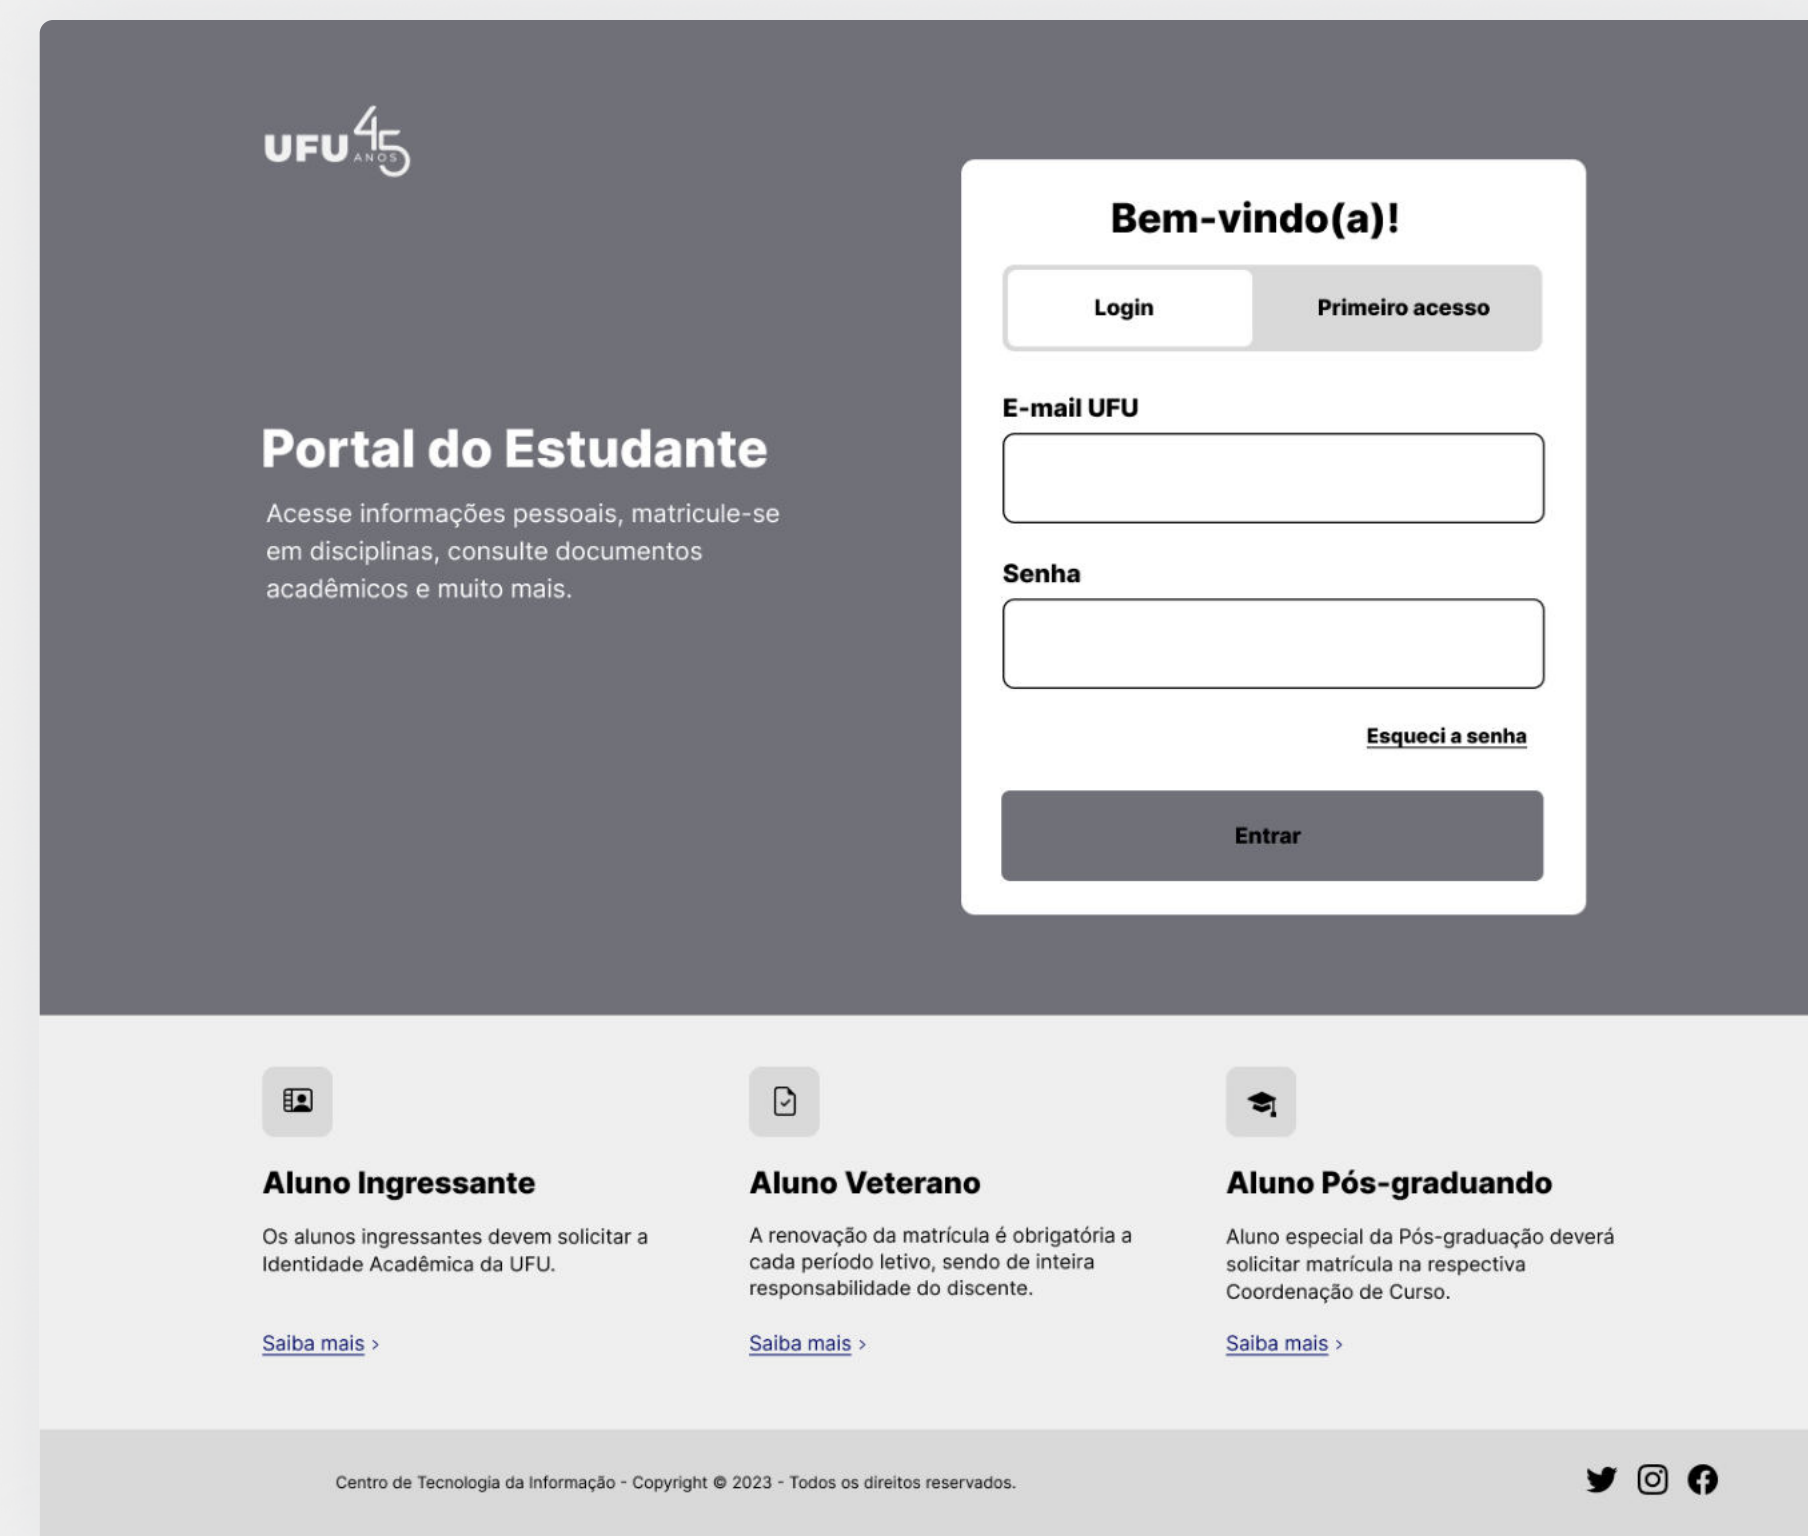 UFU 45
ANOS
Portal do Estudante
Acesse informações pessoais, matricule-se
em disciplinas, consulte documentos
acadêmicos e muito mais.
Bem-vindo(a)!
Login
Primeiro acesso
E-mail UFU
Senha
Esqueci a senha
Entrar
Aluno Ingressante
Os alunos ingressantes devem solicitar a
Identidade Acadêmica da UFU.
Saiba mais >
Aluno Veterano
A renovação da matrícula é obrigatória a
cada período letivo, sendo de inteira
responsabilidade do discente.
Saiba mais >
Aluno Pós-graduando
Aluno especial da Pós-graduação deverá
solicitar matrícula na respectiva
Coordenação de Curso.
Saiba mais >
Centro de Tecnologia da Informação - Copyright © 2023 - Todos os direitos reservados.